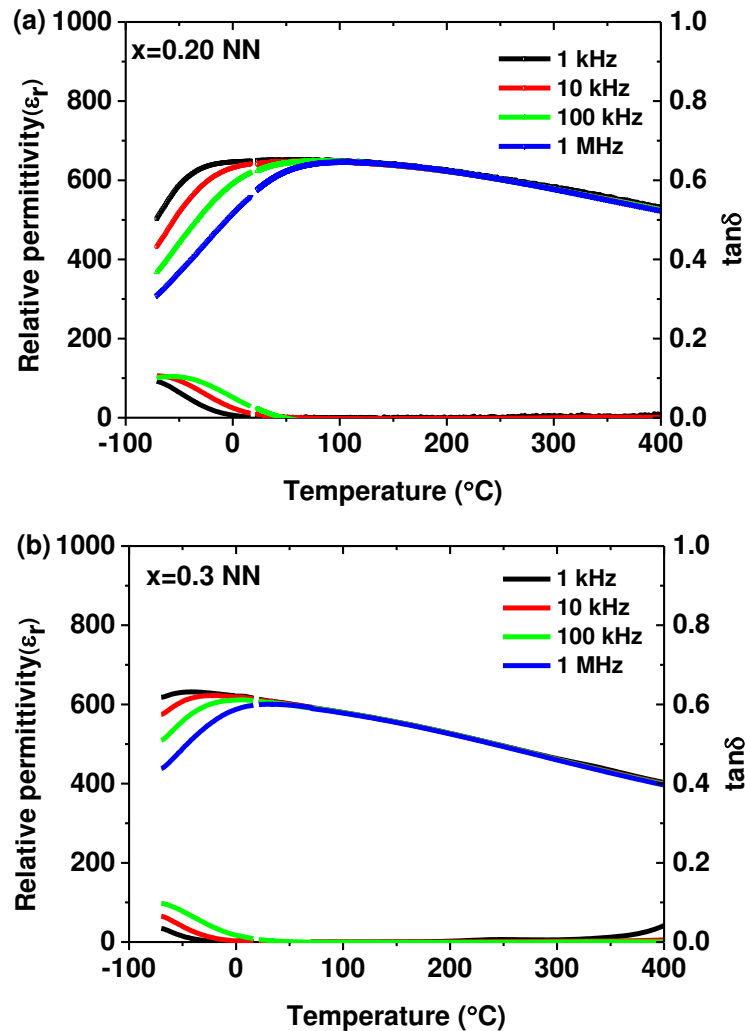 (a)
x=0.20 NN
1 kHz
10 kHz
100 kHz
1 MHz
Relative permittivity(εr)
1000
800
600
400
200
0
1.0
0.8
0.6
0.4
0.2
0.0
tanδ
-100 0 100 200 300 400
Temperature (°C)
(b)
x=0.3 NN
1 kHz
10 kHz
100 kHz
1 MHz
Relative permittivity(εr)
1000
800
600
400
200
0
1.0
0.8
0.6
0.4
0.2
0.0
tanδ
-100 0 100 200 300 400
Temperature (°C)